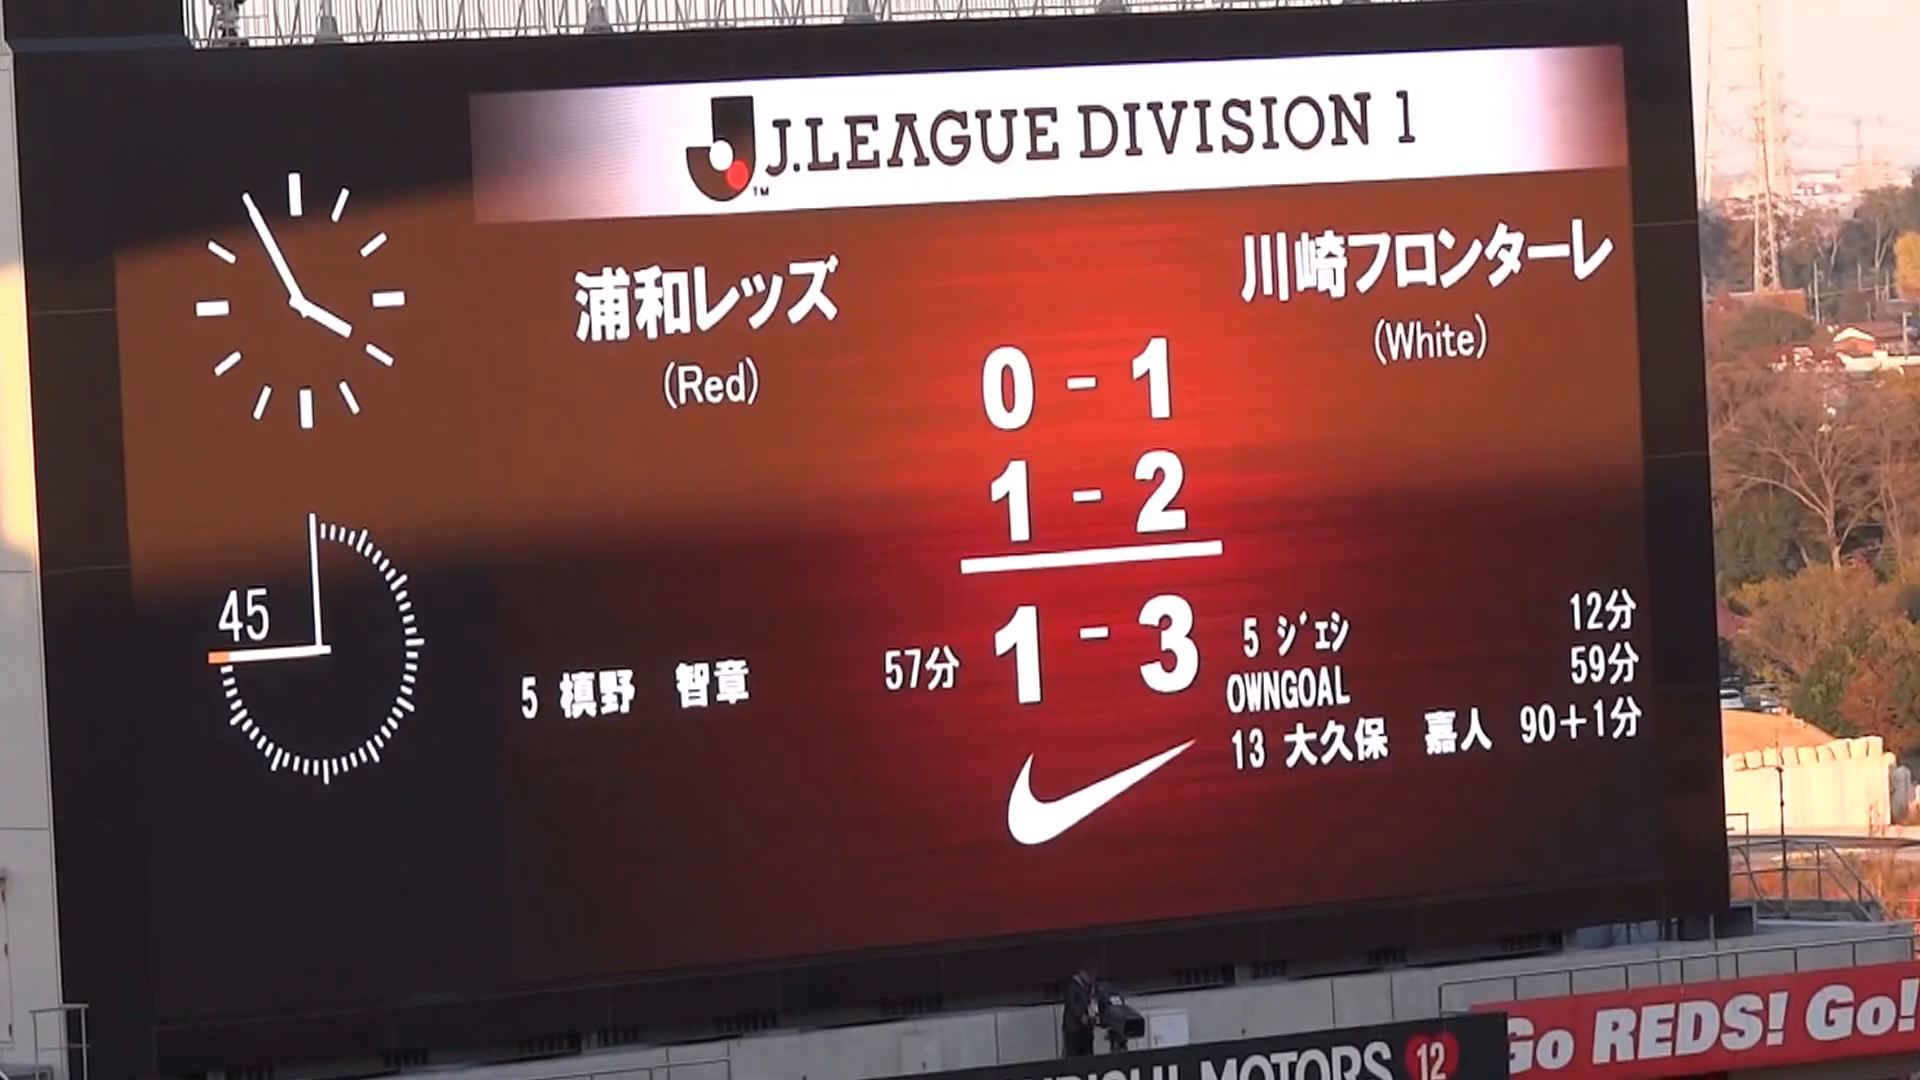 J.LEAGUE DIVISION 1
TM
浦和レッズ
川崎フロンターレ
(Red)
(White)
0 - 1
1 - 2
1 - 3
45
5 槙野 智章 57分
5 ｼﾞｪｼ 12分
OWNGOAL 59分
13 大久保 嘉人 90+1分
MOTORS 12
Go REDS! Go!